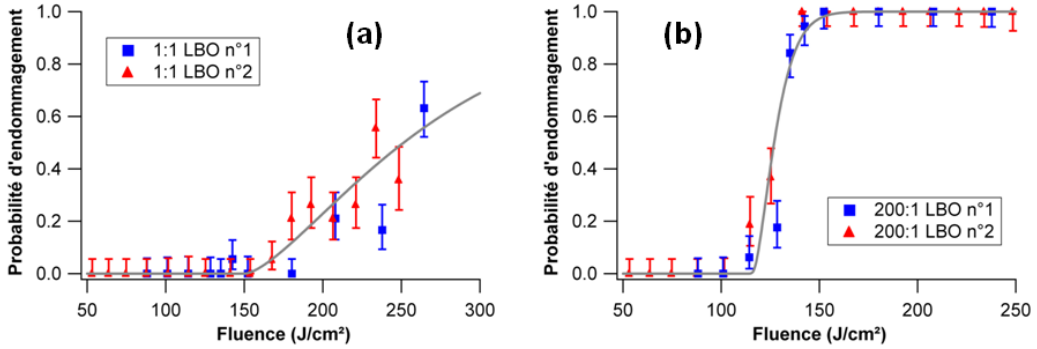 (a)
1:1 LBO n°1
1:1 LBO n°2
Probabilité d'endommagement
1.0
0.8
0.6
0.4
0.2
0.0
50 100 150 200 250 300
Fluence (J/cm²)
(b)
200:1 LBO n°1
200:1 LBO n°2
Probabilité d'endommagement
1.0
0.8
0.6
0.4
0.2
0.0
50 100 150 200 250
Fluence (J/cm²)